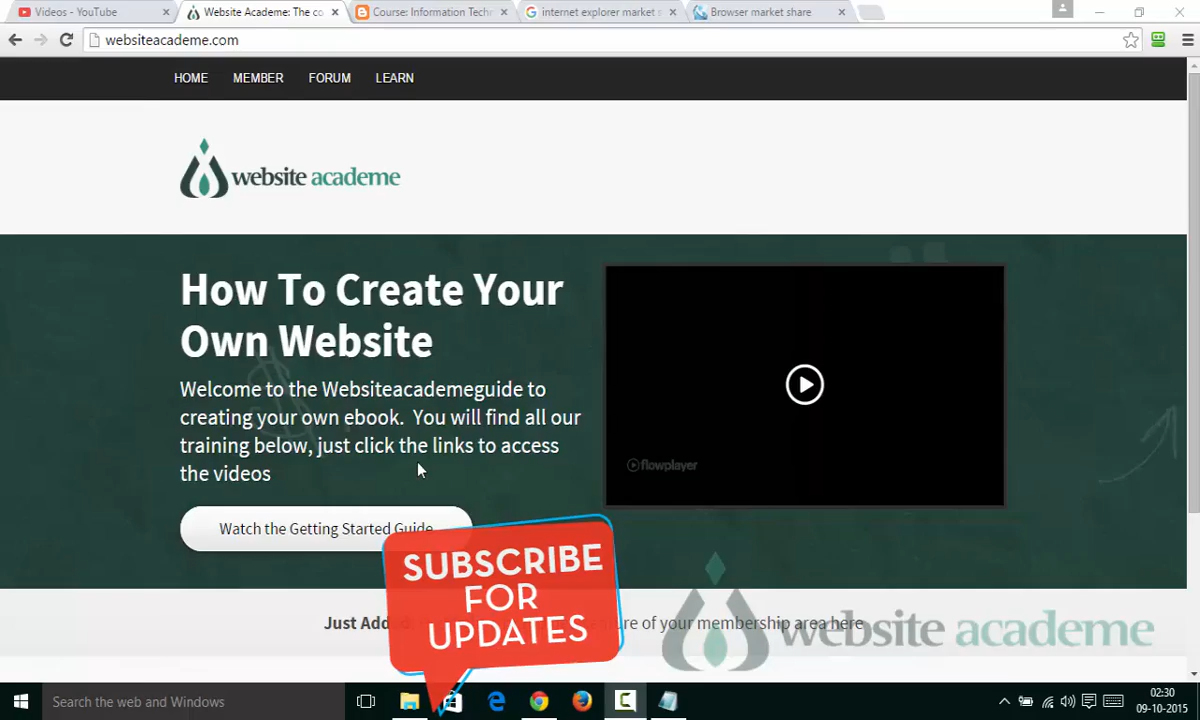 Videos - YouTube
Website Academe: The co
Course: Information Techn
internet explorer market s
Browser market share
websiteacademe.com
HOME MEMBER FORUM LEARN
website academe
How To Create Your
Own Website
Welcome to the Websiteacademeguide to
creating your own ebook. You will find all our
training below, just click the links to access
the videos
flowplayer
Watch the Getting Started Guide
SUBSCRIBE
FOR
UPDATES
Just Added
ure of your membership area here
website academe
Search the web and Windows
02:30
09-10-2015